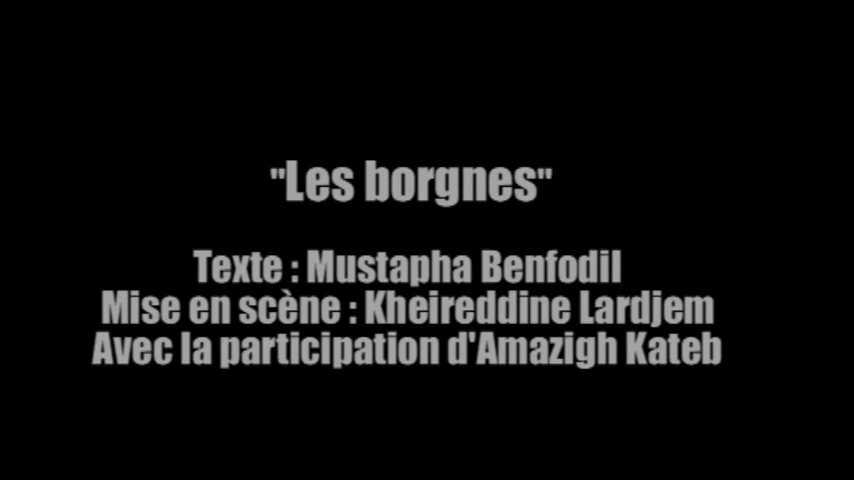 "Les borgnes"
Texte : Mustapha Benfodil
Mise en scène : Kheireddine Lardjem
Avec la participation d'Amazigh Kateb